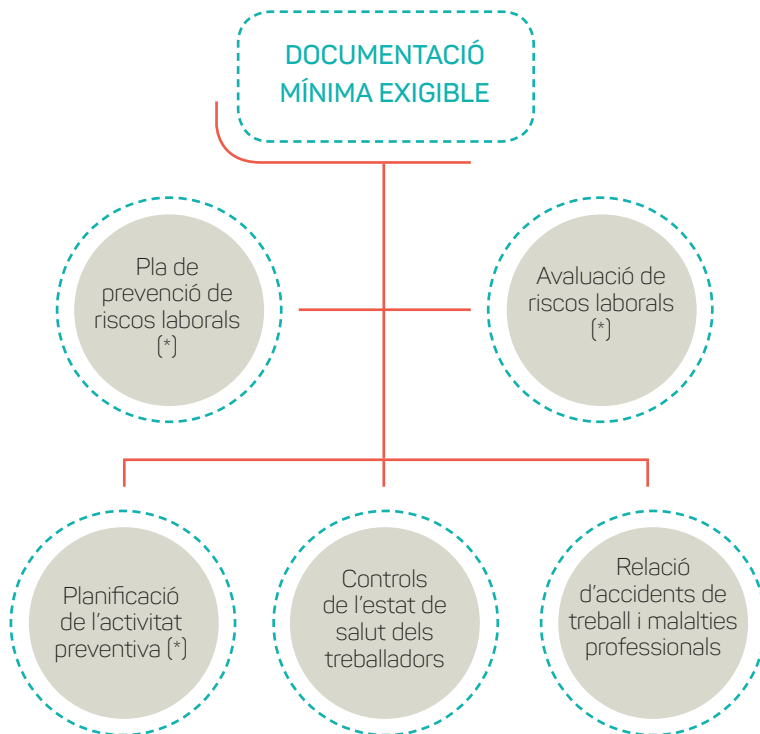 DOCUMENTACIÓ
MÍNIMA EXIGIBLE
Pla de
prevenció de
riscos laborals
(*)
Avaluació de
riscos laborals
(*)
Planificació
de l'activitat
preventiva (*)
Controls
de l'estat de
salut dels
treballadors
Relació
d'accidents de
treball i malalties
professionals